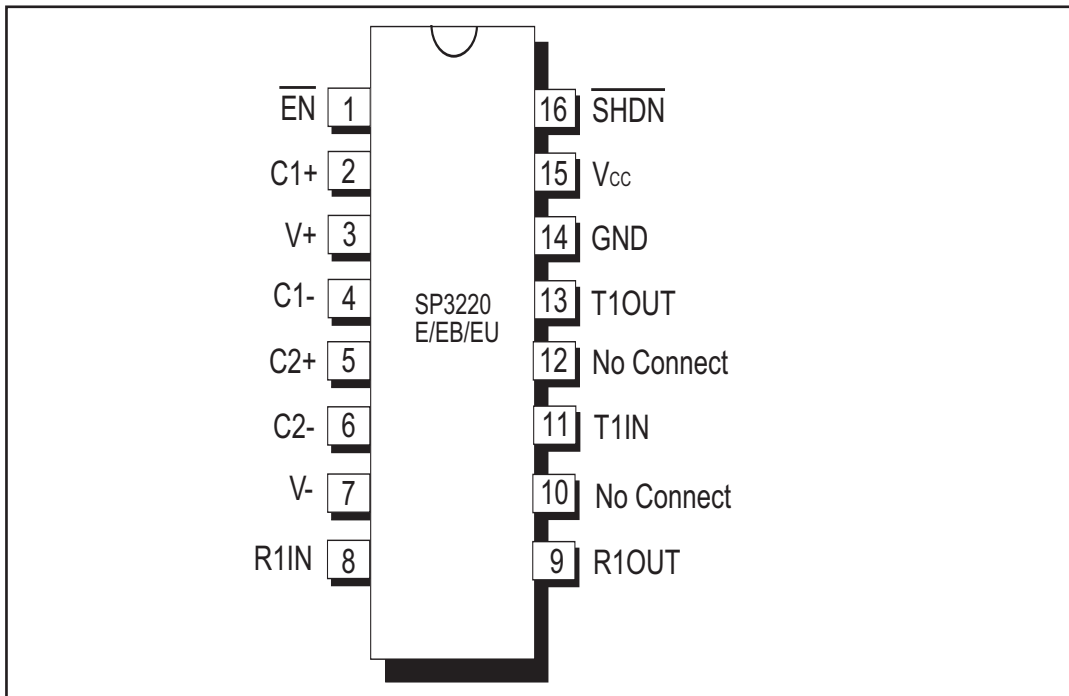 EN 1
C1+ 2
V+ 3
C1- 4
C2+ 5
C2- 6
V- 7
R1IN 8
SP3220
E/EB/EU
16 SHDN
15 Vcc
14 GND
13 T1OUT
12 No Connect
11 T1IN
10 No Connect
9 R1OUT